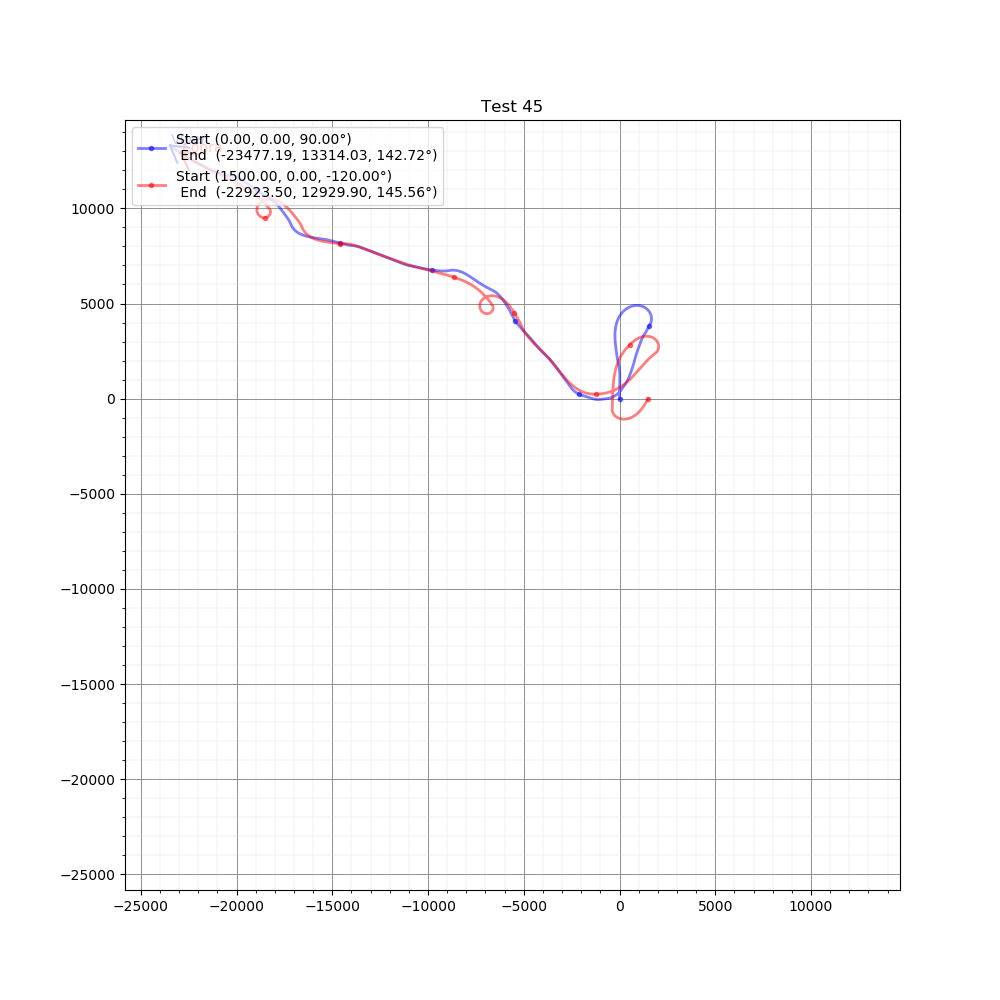 Test 45
Start (0.00, 0.00, 90.00°)
End (-23477.19, 13314.03, 142.72°)
Start (1500.00, 0.00, -120.00°)
End (-22923.50, 12929.90, 145.56°)
10000
5000
0
−5000
−10000
−15000
−20000
−25000
−25000 −20000 −15000 −10000 −5000 0 5000 10000